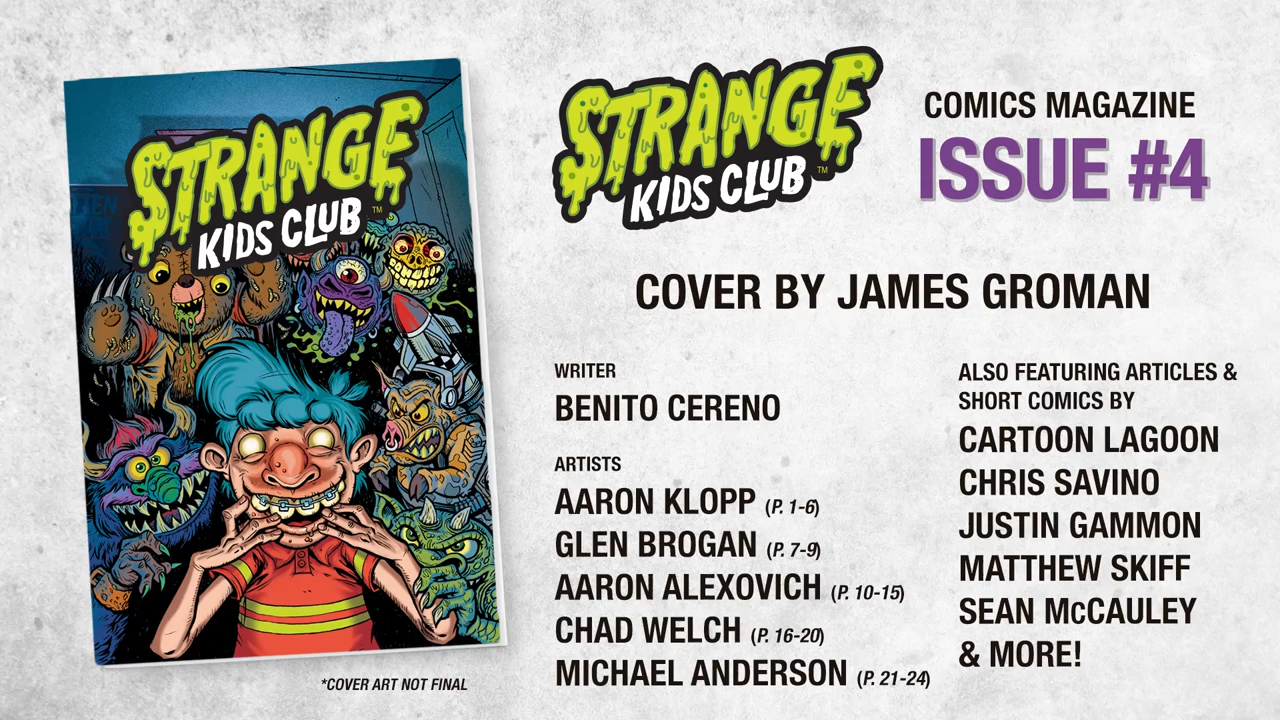 STRANGE
KIDS CLUB
TM
*COVER ART NOT FINAL
STRANGE
KIDS CLUB
TM
COMICS MAGAZINE
ISSUE #4
COVER BY JAMES GROMAN
WRITER
BENITO CERENO
ARTISTS
AARON KLOPP (P. 1-6)
GLEN BROGAN (P. 7-9)
AARON ALEXOVICH (P. 10-15)
CHAD WELCH (P. 16-20)
MICHAEL ANDERSON (P. 21-24)
ALSO FEATURING ARTICLES &
SHORT COMICS BY
CARTOON LAGOON
CHRIS SAVINO
JUSTIN GAMMON
MATTHEW SKIFF
SEAN McCAULEY
& MORE!